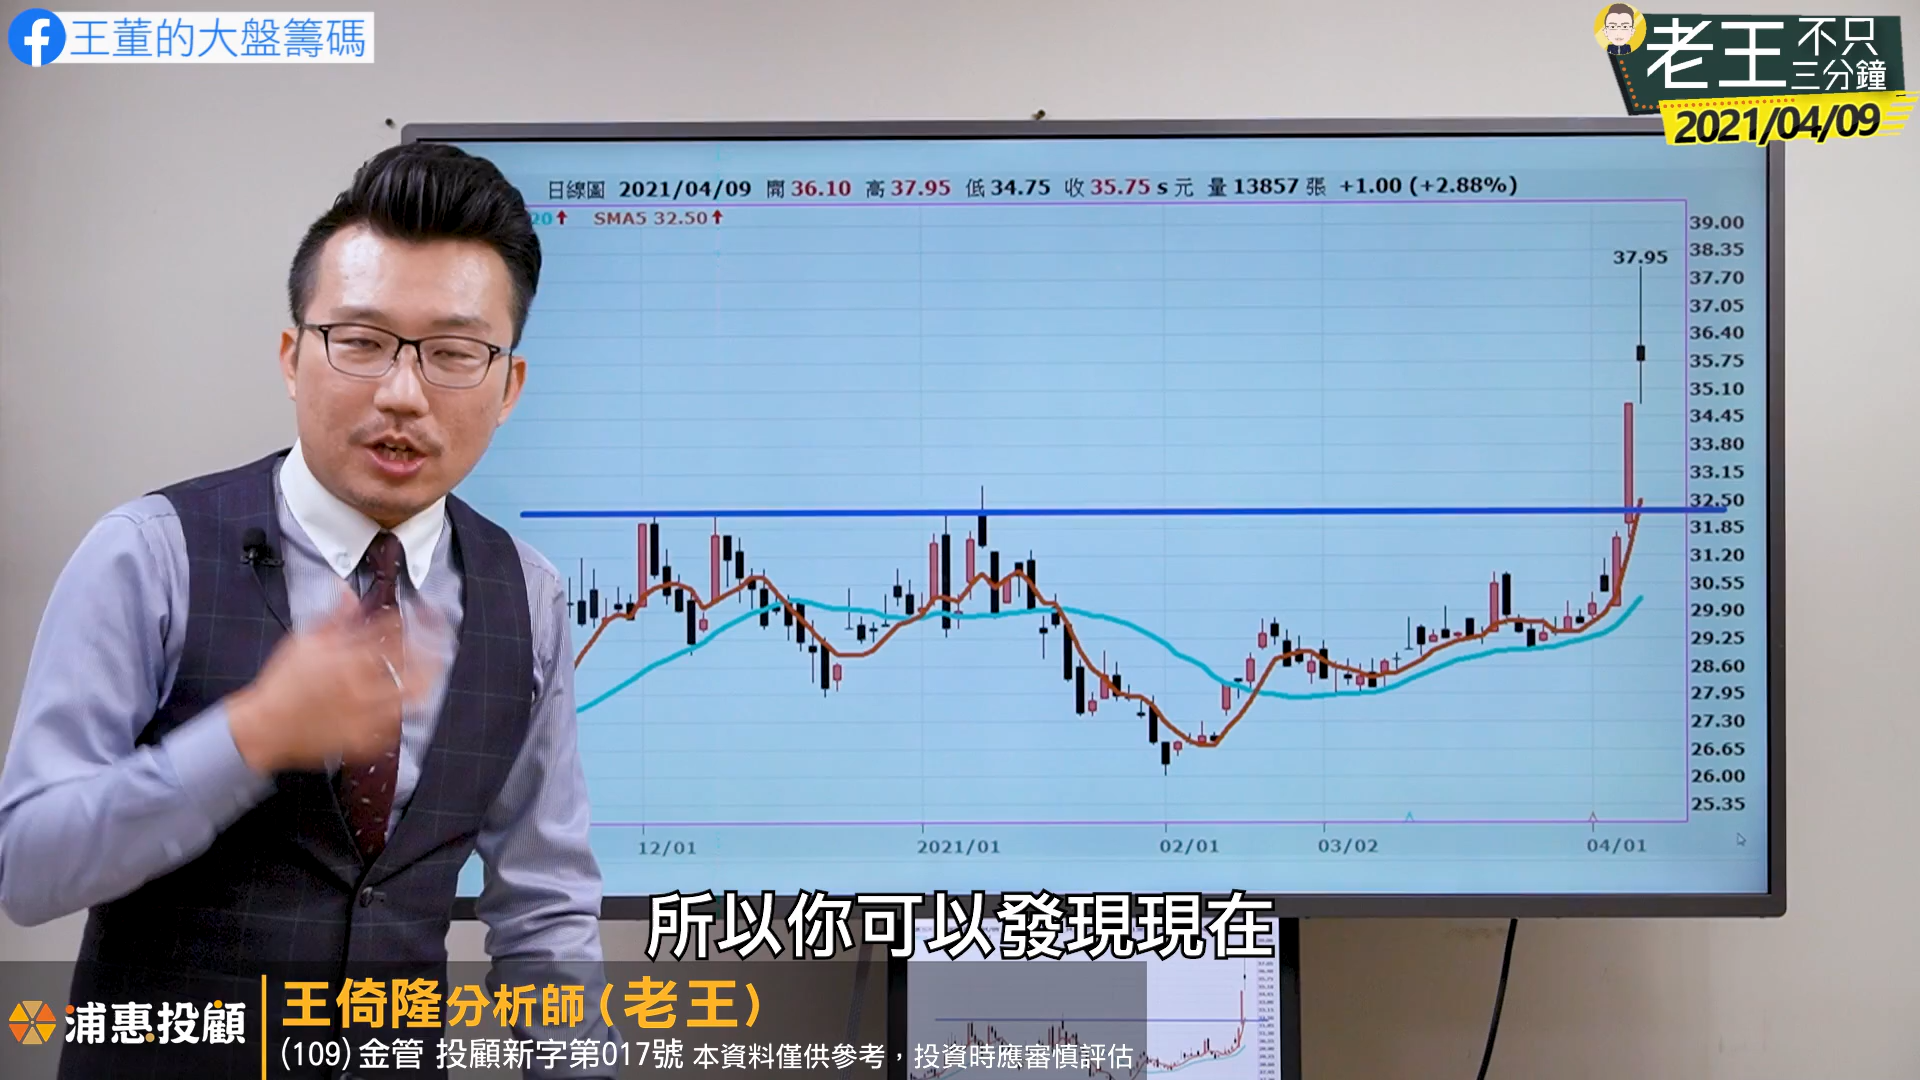 王董的大盤籌碼
老王 不只
三分鐘
2021/04/09
日線圖 2021/04/09 開 36.10 高 37.95 低 34.75 收 35.75 s 元 量 13857 張 +1.00 (+2.88%)
20↑ SMA5 32.50↑
39.00
38.35
37.95
37.70
37.05
36.40
35.75
35.10
34.45
33.80
33.15
32.50
31.85
31.20
30.55
29.90
29.25
28.60
27.95
27.30
26.65
26.00
25.35
12/01 2021/01 02/01 03/02 04/01
所以你可以發現現在
浦惠投顧
王倚隆分析師(老王)
(109) 金管 投顧新字第017號 本資料僅供參考，投資時應審慎評估